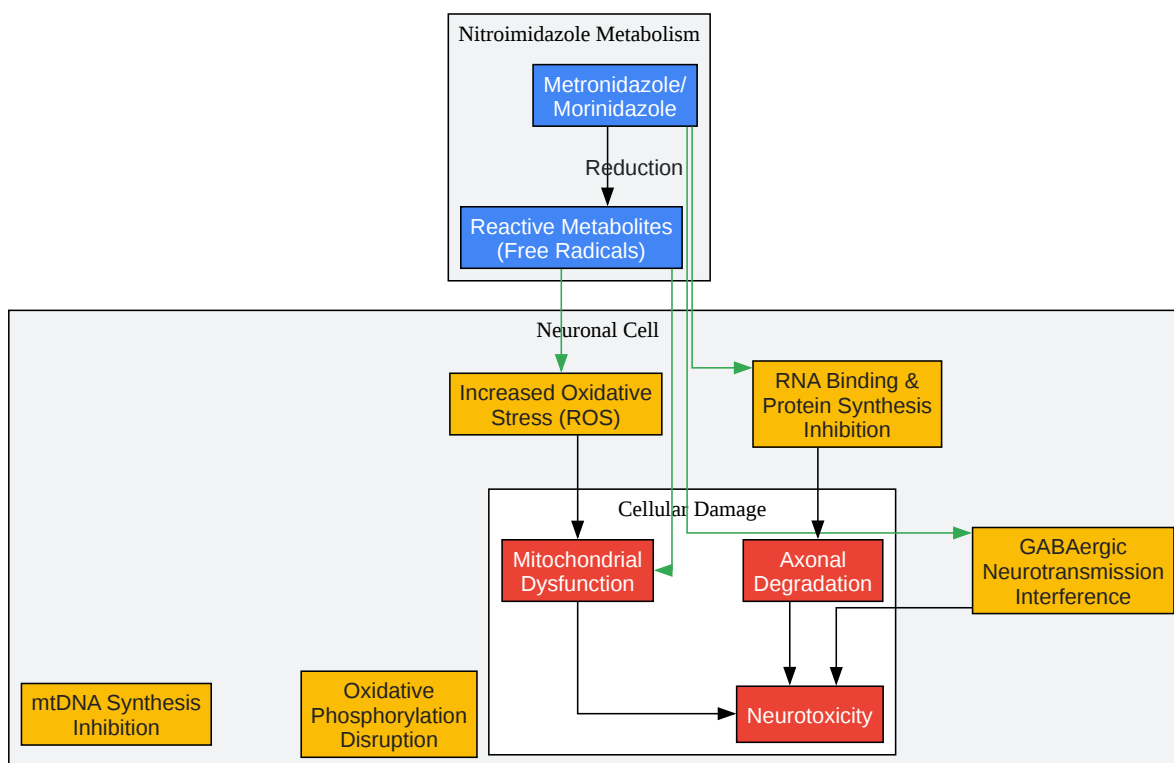 Nitroimidazole Metabolism
Metronidazole/
Morinidazole
Reduction
Reactive Metabolites
(Free Radicals)
Neuronal Cell
Increased Oxidative
Stress (ROS)
RNA Binding &
Protein Synthesis
Inhibition
Cellular Damage
Mitochondrial
Dysfunction
Axonal
Degradation
GABAergic
Neurotransmission
Interference
mtDNA Synthesis
Inhibition
Oxidative
Phosphorylation
Disruption
Neurotoxicity